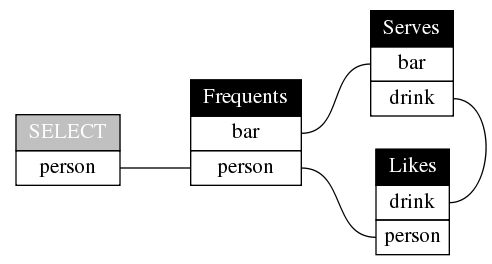 SELECT
person
Frequents
bar
person
Serves
bar
drink
Likes
drink
person